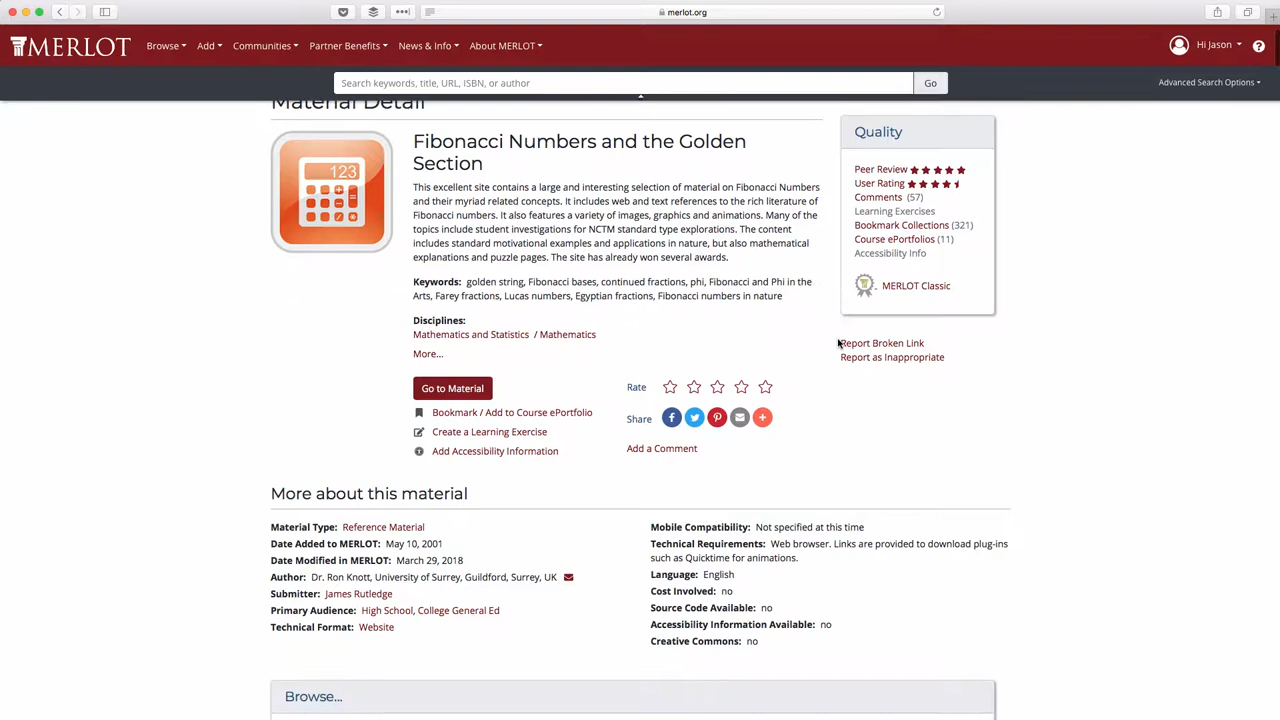 merlot.org
MERLOT Browse Add Communities Partner Benefits News & Info About MERLOT Hi Jason ?
Search keywords, title, URL, ISBN, or author Go Advanced Search Options
Material Detail
123
Fibonacci Numbers and the Golden
Section
This excellent site contains a large and interesting selection of material on Fibonacci Numbers
and their myriad related concepts. It includes web and text references to the rich literature of
Fibonacci numbers. It also features a variety of images, graphics and animations. Many of the
topics include student investigations for NCTM standard type explorations. The content
includes standard motivational examples and applications in nature, but also mathematical
explanations and puzzle pages. The site has already won several awards.
Keywords: golden string, Fibonacci bases, continued fractions, phi, Fibonacci and Phi in the
Arts, Farey fractions, Lucas numbers, Egyptian fractions, Fibonacci numbers in nature
Disciplines:
Mathematics and Statistics / Mathematics
More...
Go to Material
Bookmark / Add to Course ePortfolio
Create a Learning Exercise
Add Accessibility Information
Rate
Share
Add a Comment
Quality
Peer Review
User Rating
Comments (57)
Learning Exercises
Bookmark Collections (321)
Course ePortfolios (11)
Accessibility Info
MERLOT Classic
Report Broken Link
Report as Inappropriate
More about this material
Material Type: Reference Material
Date Added to MERLOT: May 10, 2001
Date Modified in MERLOT: March 29, 2018
Author: Dr. Ron Knott, University of Surrey, Guildford, Surrey, UK
Submitter: James Rutledge
Primary Audience: High School, College General Ed
Technical Format: Website
Mobile Compatibility: Not specified at this time
Technical Requirements: Web browser. Links are provided to download plug-ins
such as Quicktime for animations.
Language: English
Cost Involved: no
Source Code Available: no
Accessibility Information Available: no
Creative Commons: no
Browse...